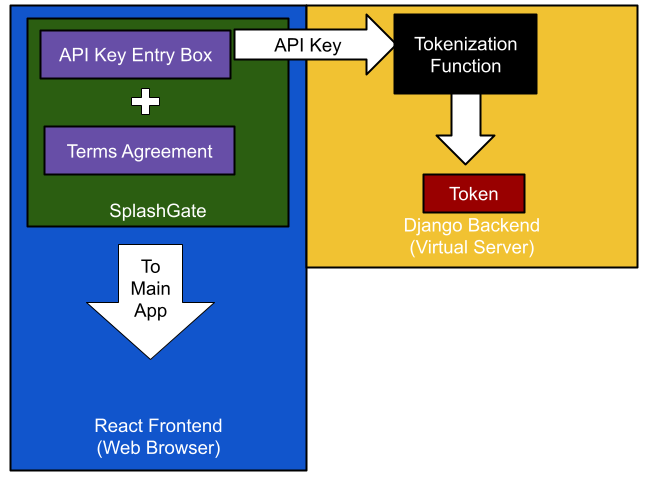 API Key Entry Box
Terms Agreement
SplashGate
To
Main
App
React Frontend
(Web Browser)
API Key
Tokenization
Function
Token
Django Backend
(Virtual Server)